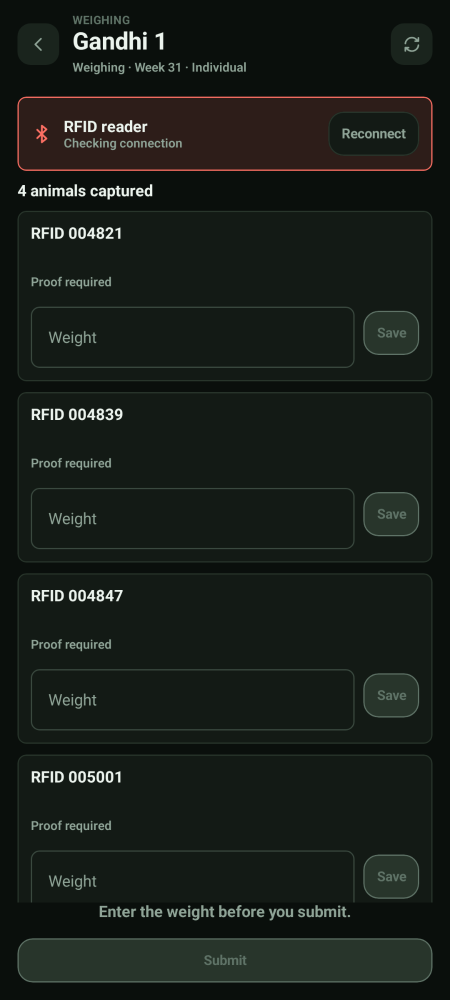 WEIGHING
Gandhi 1
Weighing · Week 31 · Individual
RFID reader
Checking connection
Reconnect
4 animals captured
RFID 004821
Proof required
Weight
Save
RFID 004839
Proof required
Weight
Save
RFID 004847
Proof required
Weight
Save
RFID 005001
Proof required
Weight
Save
Enter the weight before you submit.
Submit